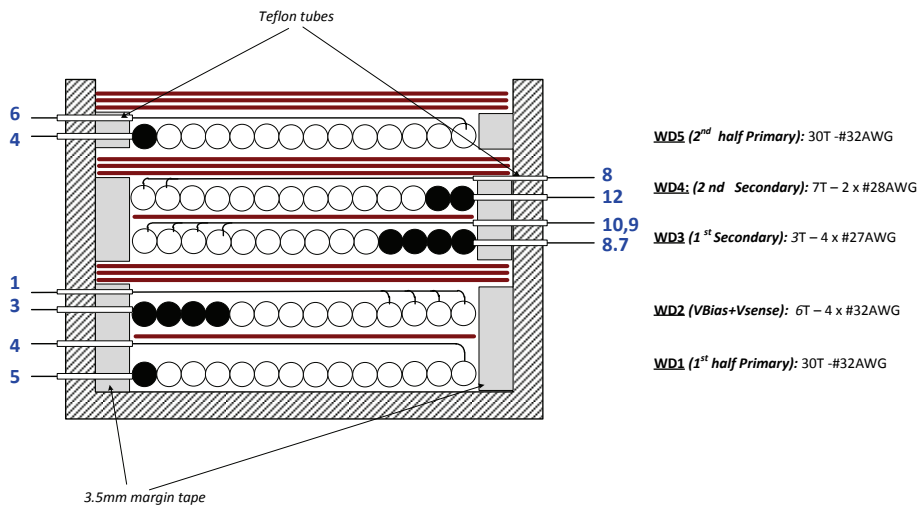 Teflon tubes
6
4
WD5 (2nd half Primary): 30T -#32AWG
8
12
WD4: (2 nd Secondary): 7T – 2 x #28AWG
10,9
8.7
WD3 (1 st Secondary): 3T – 4 x #27AWG
1
3
WD2 (VBias+Vsense): 6T – 4 x #32AWG
4
5
WD1 (1st half Primary): 30T -#32AWG
3.5mm margin tape